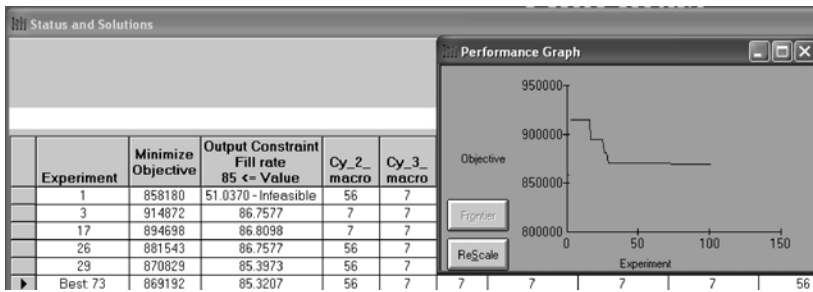 Status and Solutions
Performance Graph
950000
900000
Objective
850000
Frontier
800000
0 50 100 150
ReScale
Experiment
Output Constraint
Minimize Fill rate Cy_2_ Cy_3_
Experiment Objective 85 <= Value macro macro
1 858180 51.0370 - Infeasible 56 7
3 914872 86.7577 7 7
17 894698 86.8098 7 7
26 881543 86.7577 56 7
29 870829 85.3973 56 7
Best 73 869192 85.3207 56 7 7 7 7 7 56